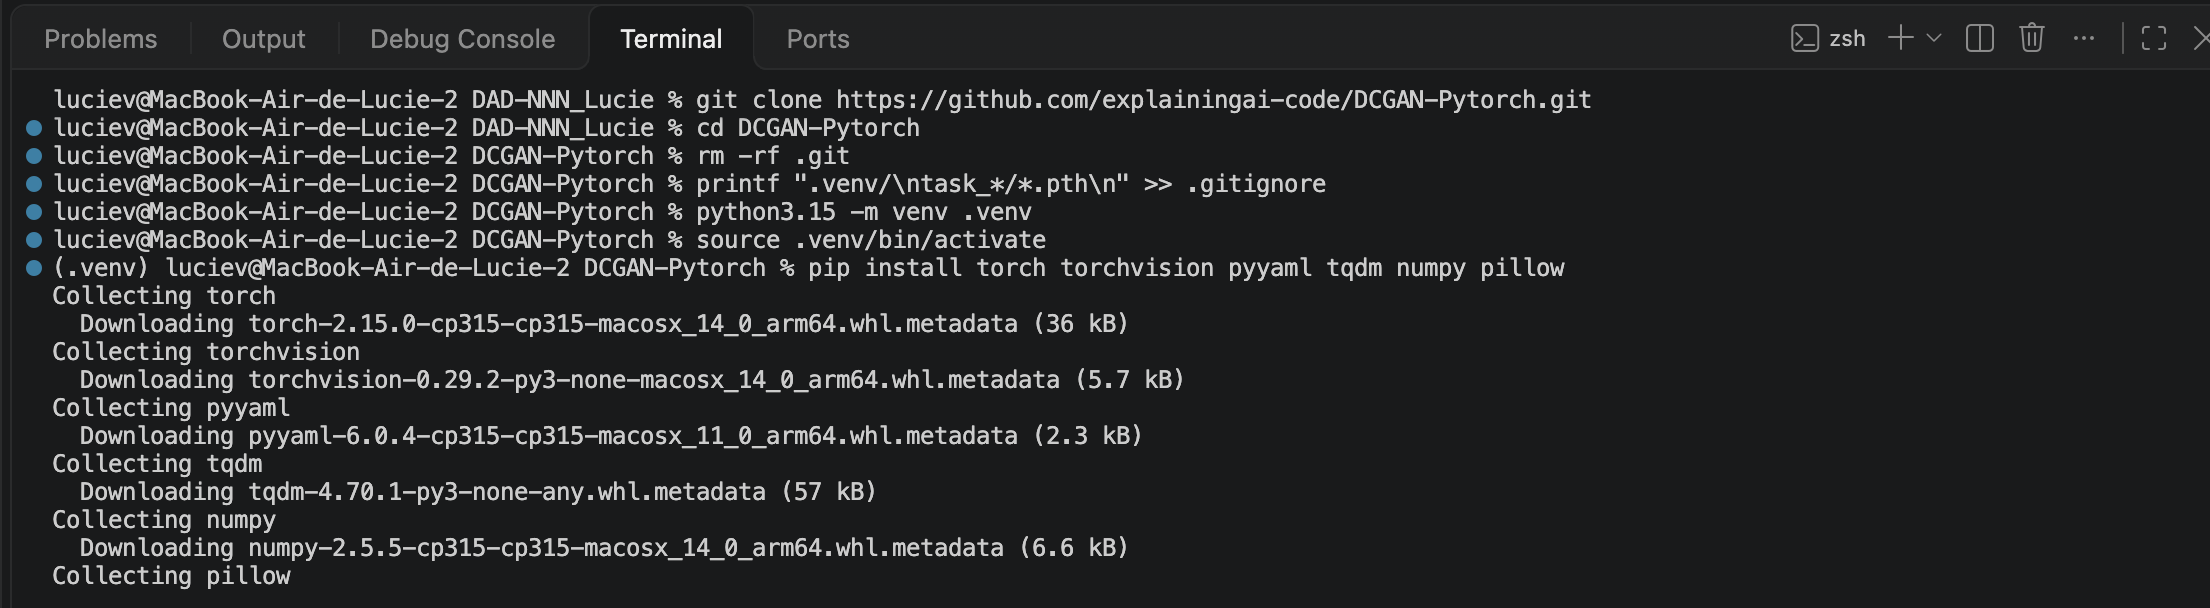 Problems Output Debug Console Terminal Ports zsh
luciev@MacBook-Air-de-Lucie-2 DAD-NNN_Lucie % git clone https://github.com/explainingai-code/DCGAN-Pytorch.git
luciev@MacBook-Air-de-Lucie-2 DAD-NNN_Lucie % cd DCGAN-Pytorch
luciev@MacBook-Air-de-Lucie-2 DCGAN-Pytorch % rm -rf .git
luciev@MacBook-Air-de-Lucie-2 DCGAN-Pytorch % printf ".venv/\ntask_*/*.pth\n" >> .gitignore
luciev@MacBook-Air-de-Lucie-2 DCGAN-Pytorch % python3.15 -m venv .venv
luciev@MacBook-Air-de-Lucie-2 DCGAN-Pytorch % source .venv/bin/activate
(.venv) luciev@MacBook-Air-de-Lucie-2 DCGAN-Pytorch % pip install torch torchvision pyyaml tqdm numpy pillow
Collecting torch
  Downloading torch-2.15.0-cp315-cp315-macosx_14_0_arm64.whl.metadata (36 kB)
Collecting torchvision
  Downloading torchvision-0.29.2-py3-none-macosx_14_0_arm64.whl.metadata (5.7 kB)
Collecting pyyaml
  Downloading pyyaml-6.0.4-cp315-cp315-macosx_11_0_arm64.whl.metadata (2.3 kB)
Collecting tqdm
  Downloading tqdm-4.70.1-py3-none-any.whl.metadata (57 kB)
Collecting numpy
  Downloading numpy-2.5.5-cp315-cp315-macosx_14_0_arm64.whl.metadata (6.6 kB)
Collecting pillow